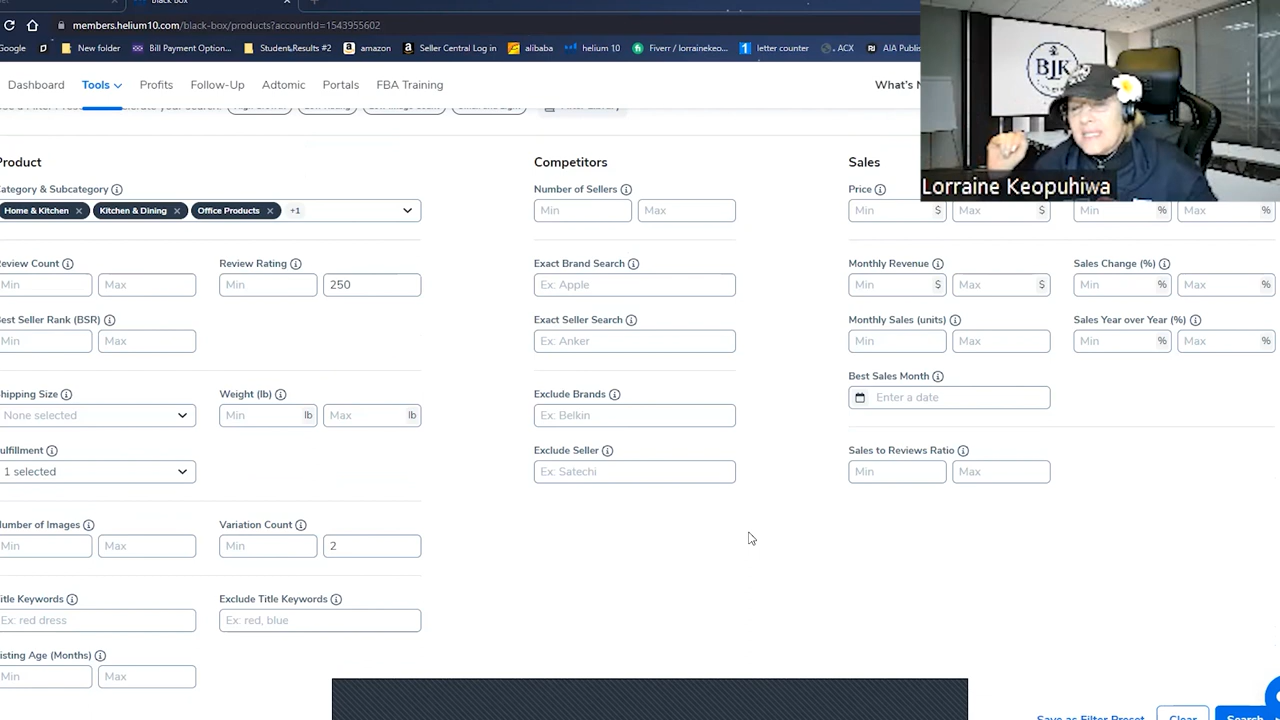 Black Box
members.helium10.com/black-box/products?accountId=1543955602
Google New folder Bill Payment Option... Student Results #2 amazon Seller Central Log in alibaba helium 10 Fiverr / lorrainekeo... letter counter ACX AIA Publis
Dashboard Tools Profits Follow-Up Adtomic Portals FBA Training What's N
BJK
Lorraine Keopuhiwa
Product Competitors Sales
Category & Subcategory Number of Sellers Price
Home & Kitchen Kitchen & Dining Office Products +1 Min Max Min $ Max $ Min % Max %
Review Count Review Rating Exact Brand Search Monthly Revenue Sales Change (%)
Min Max Min 250 Ex: Apple Min $ Max $ Min % Max %
Best Seller Rank (BSR) Exact Seller Search Monthly Sales (units) Sales Year over Year (%)
Min Max Ex: Anker Min Max Min % Max %
Best Sales Month
Shipping Size Weight (lb) Exclude Brands Enter a date
None selected Min lb Max lb Ex: Belkin
Fulfillment Exclude Seller Sales to Reviews Ratio
1 selected Ex: Satechi Min Max
Number of Images Variation Count
Min Max Min 2
Title Keywords Exclude Title Keywords
Ex: red dress Ex: red, blue
Listing Age (Months)
Min Max
Save as Filter Preset Clear Search